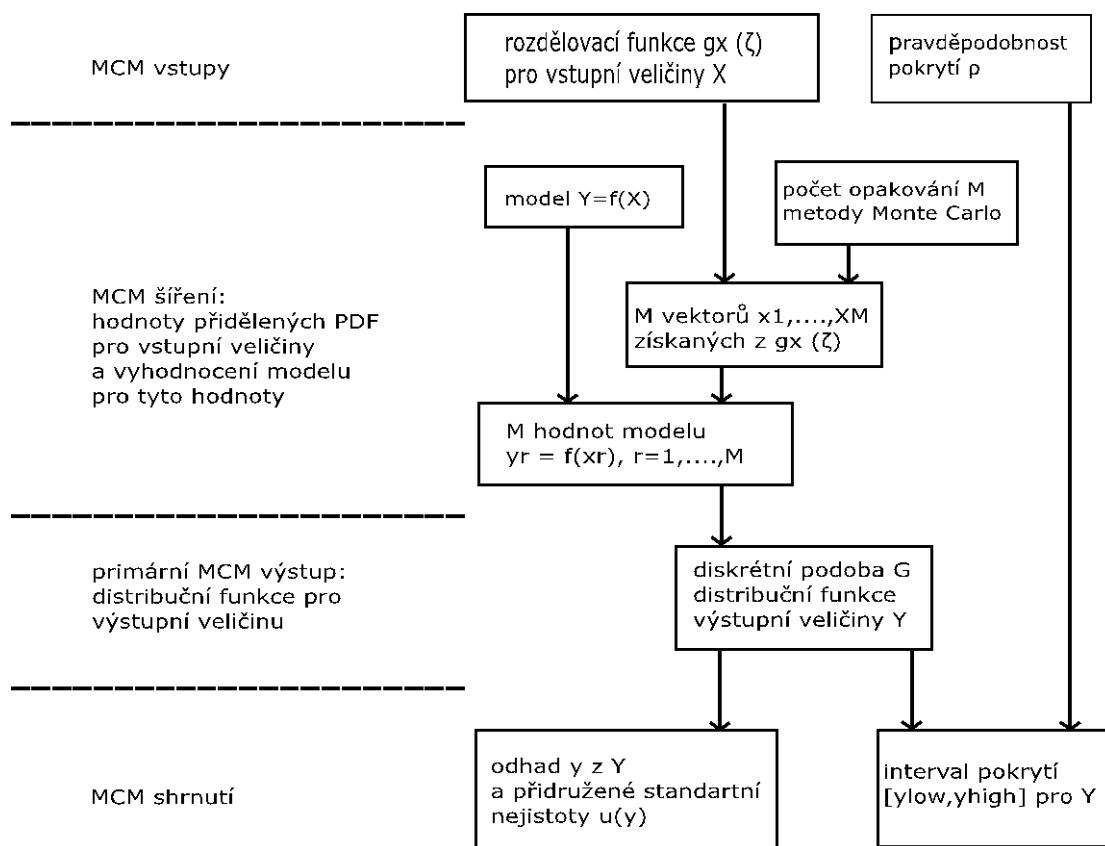 MCM vstupy
rozdělovací funkce gx (ζ)
pro vstupní veličiny X
pravděpodobnost
pokrytí ρ
model Y=f(X)
počet opakování M
metody Monte Carlo
MCM šíření:
hodnoty přidělených PDF
pro vstupní veličiny
a vyhodnocení modelu
pro tyto hodnoty
M vektorů x1,....,XM
získaných z gx (ζ)
M hodnot modelu
yr = f(xr), r=1,....,M
primární MCM výstup:
distribuční funkce pro
výstupní veličinu
diskrétní podoba G
distribuční funkce
výstupní veličiny Y
MCM shrnutí
odhad y z Y
a přidružené standartní
nejistoty u(y)
interval pokrytí
[ylow,yhigh] pro Y